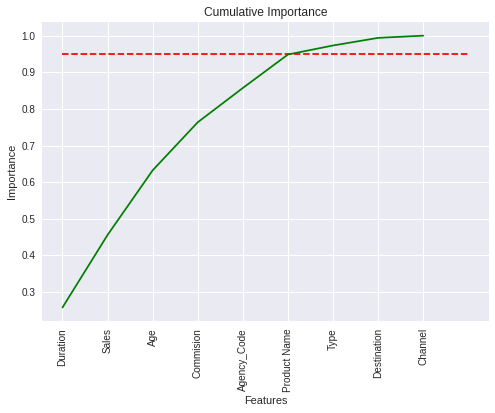 Cumulative Importance
1.0
0.9
0.8
0.7
0.6
0.5
0.4
0.3
Importance
Duration
Sales
Age
Commision
Agency_Code
Product Name
Type
Destination
Channel
Features